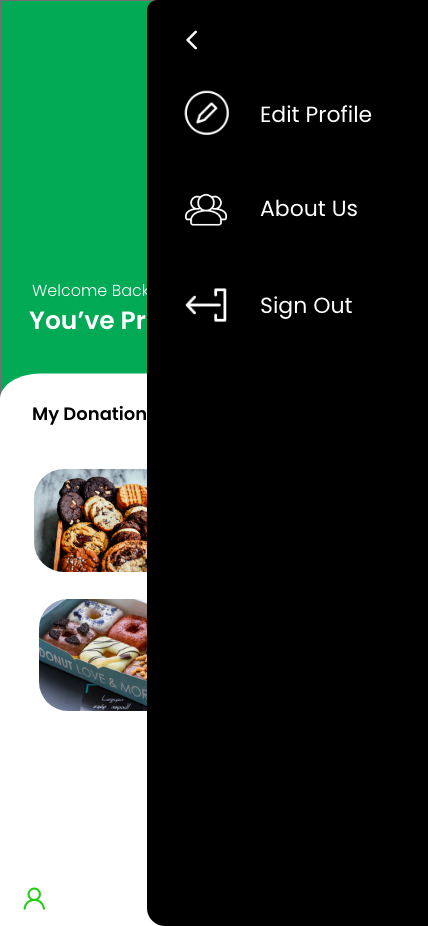 Edit Profile
About Us
Sign Out
Welcome Back
You’ve Pr
My Donation
DONUT LOVE & MOR